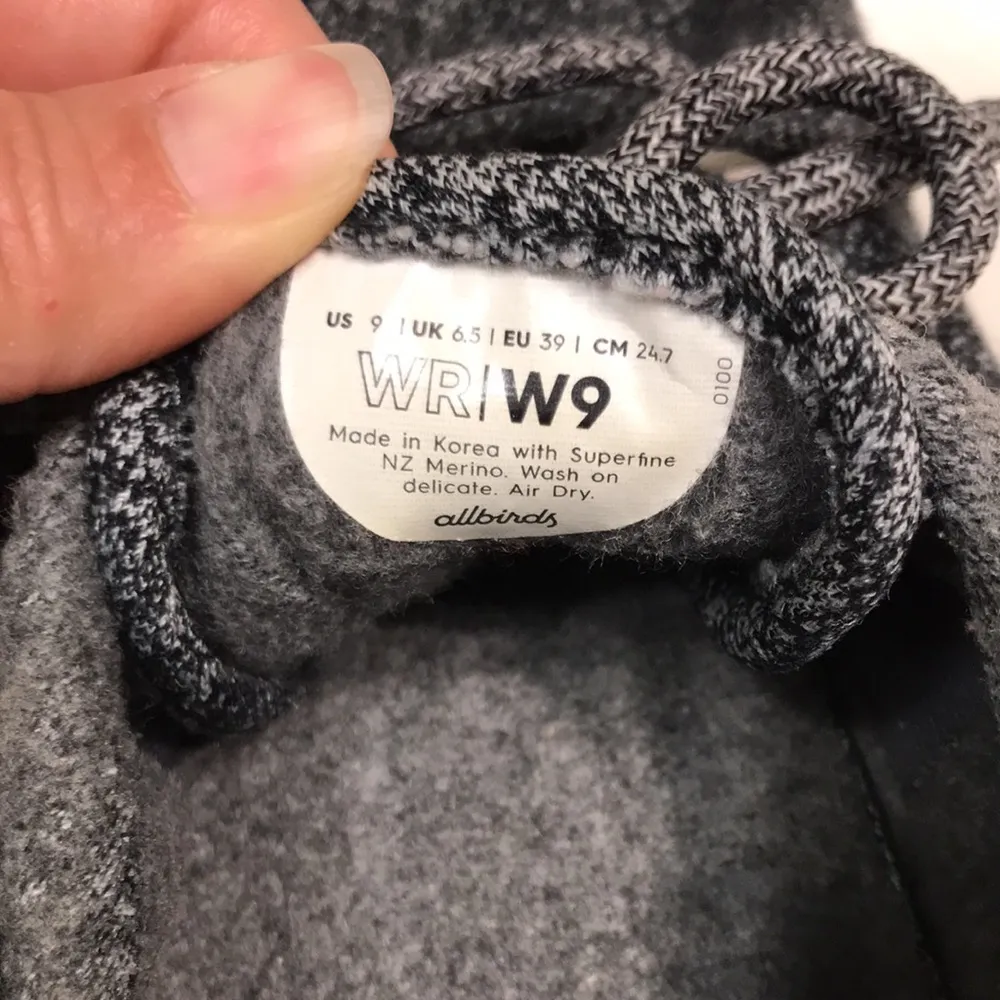 US 9 | UK 6.5 | EU 39 | CM 24.7
WR|W9
0100
Made in Korea with Superfine
NZ Merino. Wash on
delicate. Air Dry.
allbirds